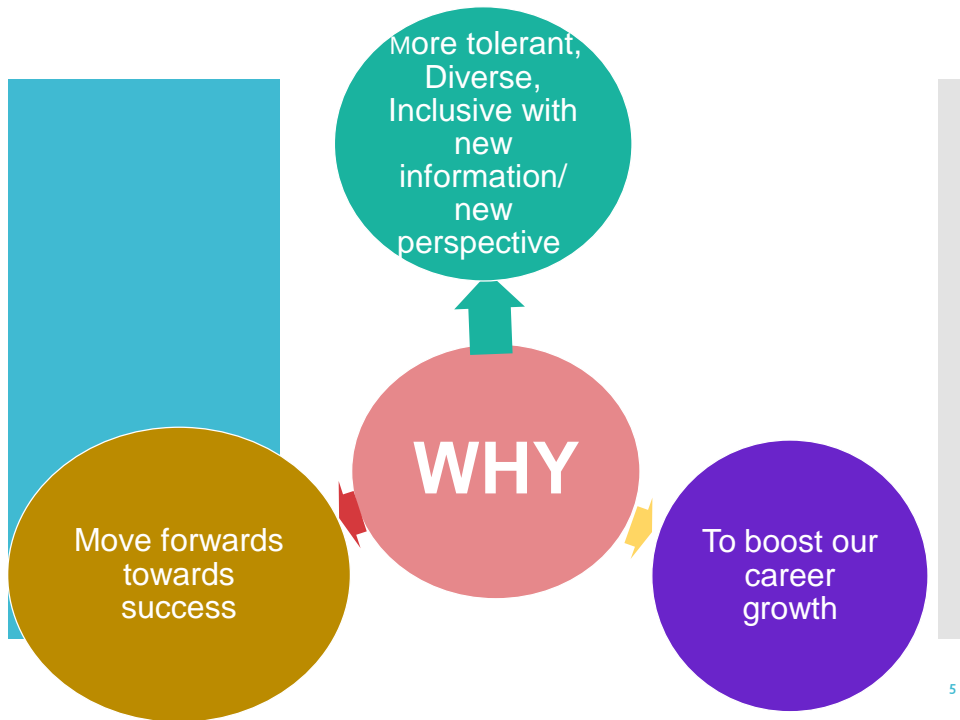 More tolerant,
Diverse,
Inclusive with
new
information/
new
perspective
WHY
Move forwards
towards
success
To boost our
career
growth
5